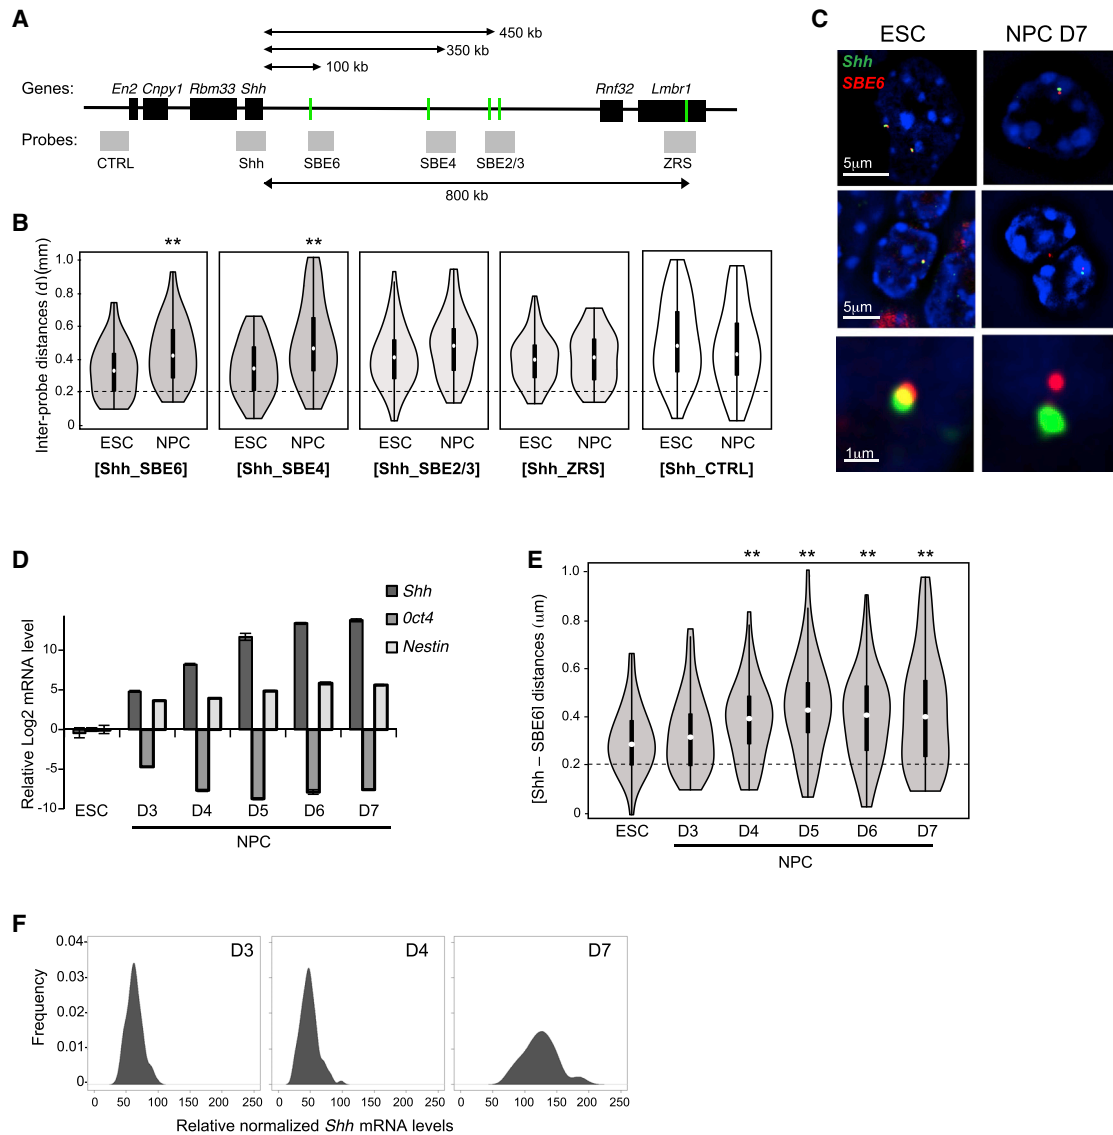 A
450 kb
350 kb
100 kb
Genes:
En2 Cnpy1 Rbm33 Shh Rnf32 Lmbr1
Probes:
CTRL Shh SBE6 SBE4 SBE2/3 ZRS
800 kb
B
Inter-probe distances (d)(mm)
1.0
0.8
0.6
0.4
0.2
0
** **
ESC NPC ESC NPC ESC NPC ESC NPC ESC NPC
[Shh_SBE6] [Shh_SBE4] [Shh_SBE2/3] [Shh_ZRS] [Shh_CTRL]
C
ESC NPC D7
Shh
SBE6
5µm
5µm
1µm
D
Relative Log2 mRNA level
10
5
0
-5
-10
Shh
0ct4
Nestin
ESC D3 D4 D5 D6 D7
NPC
E
[Shh – SBE6] distances (µm)
1.0
0.8
0.6
0.4
0.2
0
** ** ** **
ESC D3 D4 D5 D6 D7
NPC
F
Frequency
0.04
0.03
0.02
0.01
0
D3 D4 D7
0 50 100 150 200 250 0 50 100 150 200 250 0 50 100 150 200 250
Relative normalized Shh mRNA levels